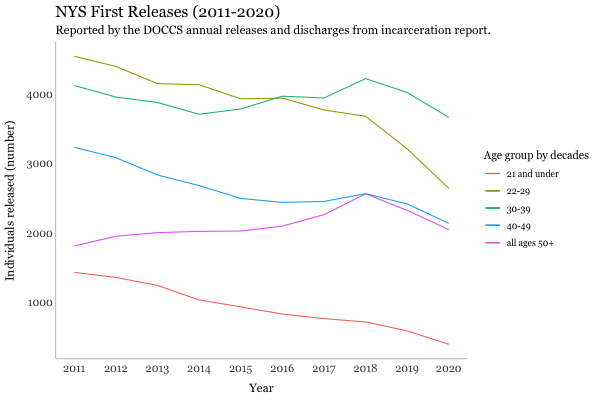 NYS First Releases (2011-2020)
Reported by the DOCCS annual releases and discharges from incarceration report.
Individuals released (number)
4000
3000
2000
1000
2011 2012 2013 2014 2015 2016 2017 2018 2019 2020
Year
Age group by decades
21 and under
22-29
30-39
40-49
all ages 50+